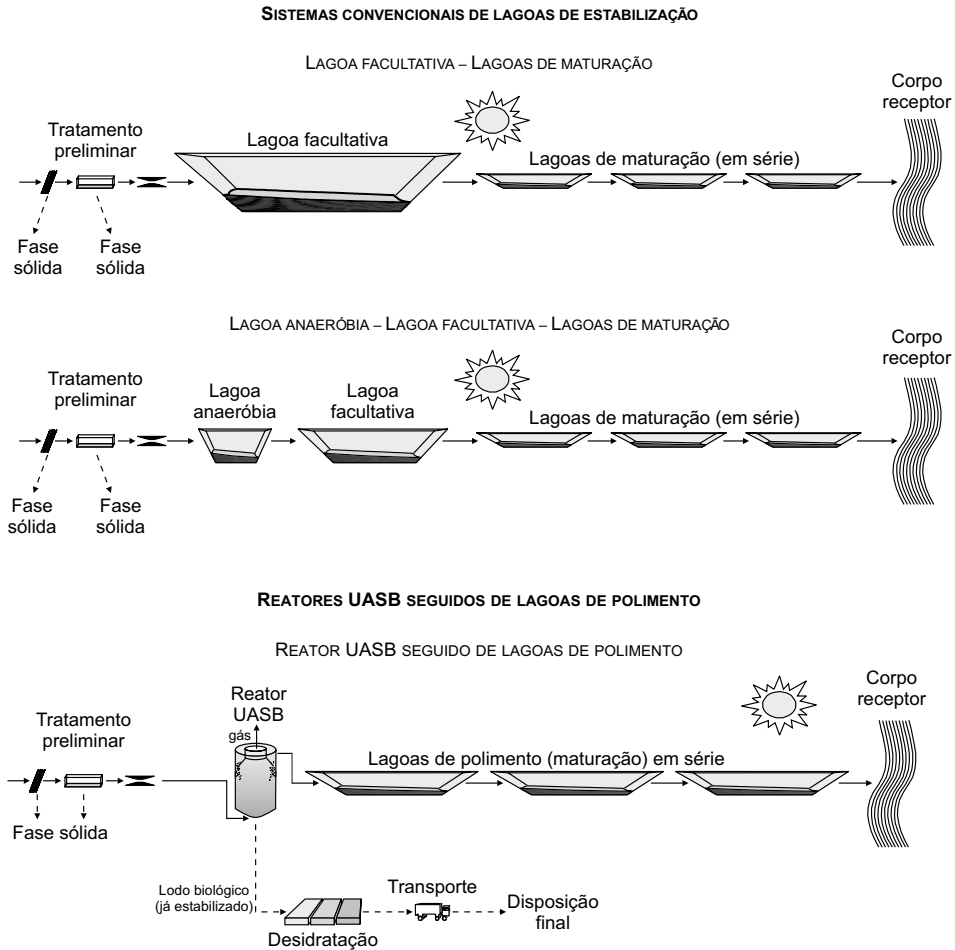 SISTEMAS CONVENCIONAIS DE LAGOAS DE ESTABILIZAÇÃO
LAGOA FACULTATIVA – LAGOAS DE MATURAÇÃO
Corpo
receptor
Tratamento
preliminar
Lagoa facultativa
Lagoas de maturação (em série)
Fase
sólida
Fase
sólida
LAGOA ANAERÓBIA – LAGOA FACULTATIVA – LAGOAS DE MATURAÇÃO
Corpo
receptor
Tratamento
preliminar
Lagoa
anaeróbia
Lagoa
facultativa
Lagoas de maturação (em série)
Fase
sólida
Fase
sólida
REATORES UASB SEGUIDOS DE LAGOAS DE POLIMENTO
REATOR UASB SEGUIDO DE LAGOAS DE POLIMENTO
Corpo
receptor
Reator
UASB
gás
Tratamento
preliminar
Lagoas de polimento (maturação) em série
Fase sólida
Lodo biológico
(já estabilizado)
Transporte
Disposição
final
Desidratação